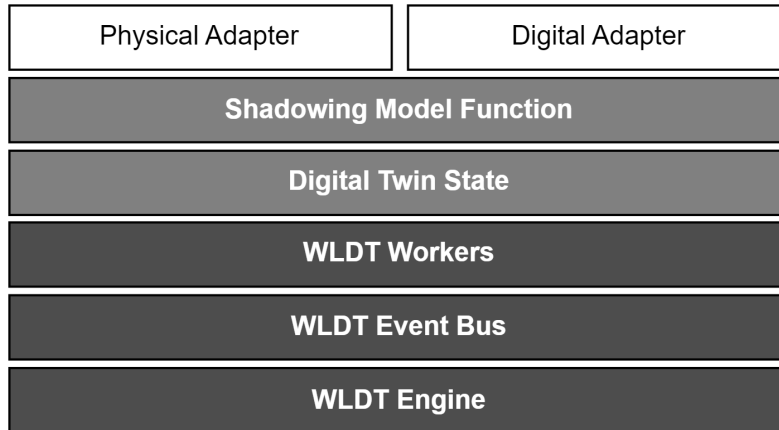 Physical Adapter
Digital Adapter
Shadowing Model Function
Digital Twin State
WLDT Workers
WLDT Event Bus
WLDT Engine